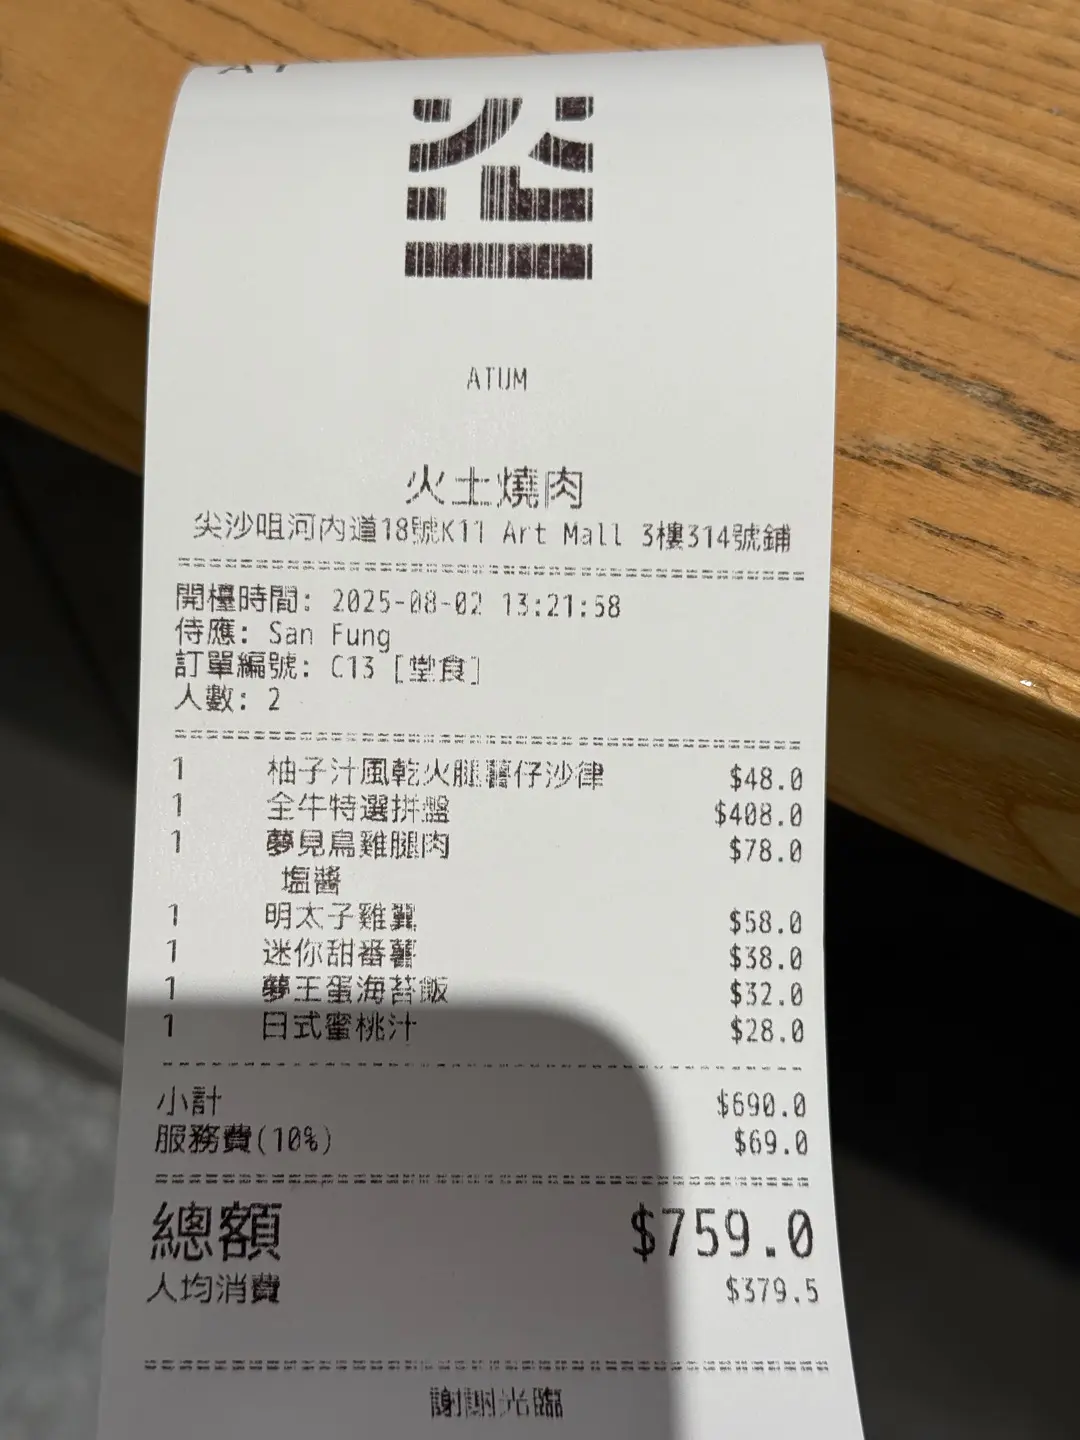 ATUM
火土燒肉
尖沙咀河內道18號K11 Art Mall 3樓314號鋪
開檯時間: 2025-08-02 13:21:58
侍應: San Fung
訂單編號: C13 [堂食]
人數: 2
1 柚子汁風乾火腿薯仔沙律 $48.0
1 全牛特選拼盤 $408.0
1 夢見鳥雞腿肉 $78.0
塩醬
1 明太子雞翼 $58.0
1 迷你甜番薯 $38.0
1 夢王蛋海苔飯 $32.0
1 日式蜜桃汁 $28.0
小計 $690.0
服務費(10%) $69.0
總額 $759.0
人均消費 $379.5
謝謝光臨